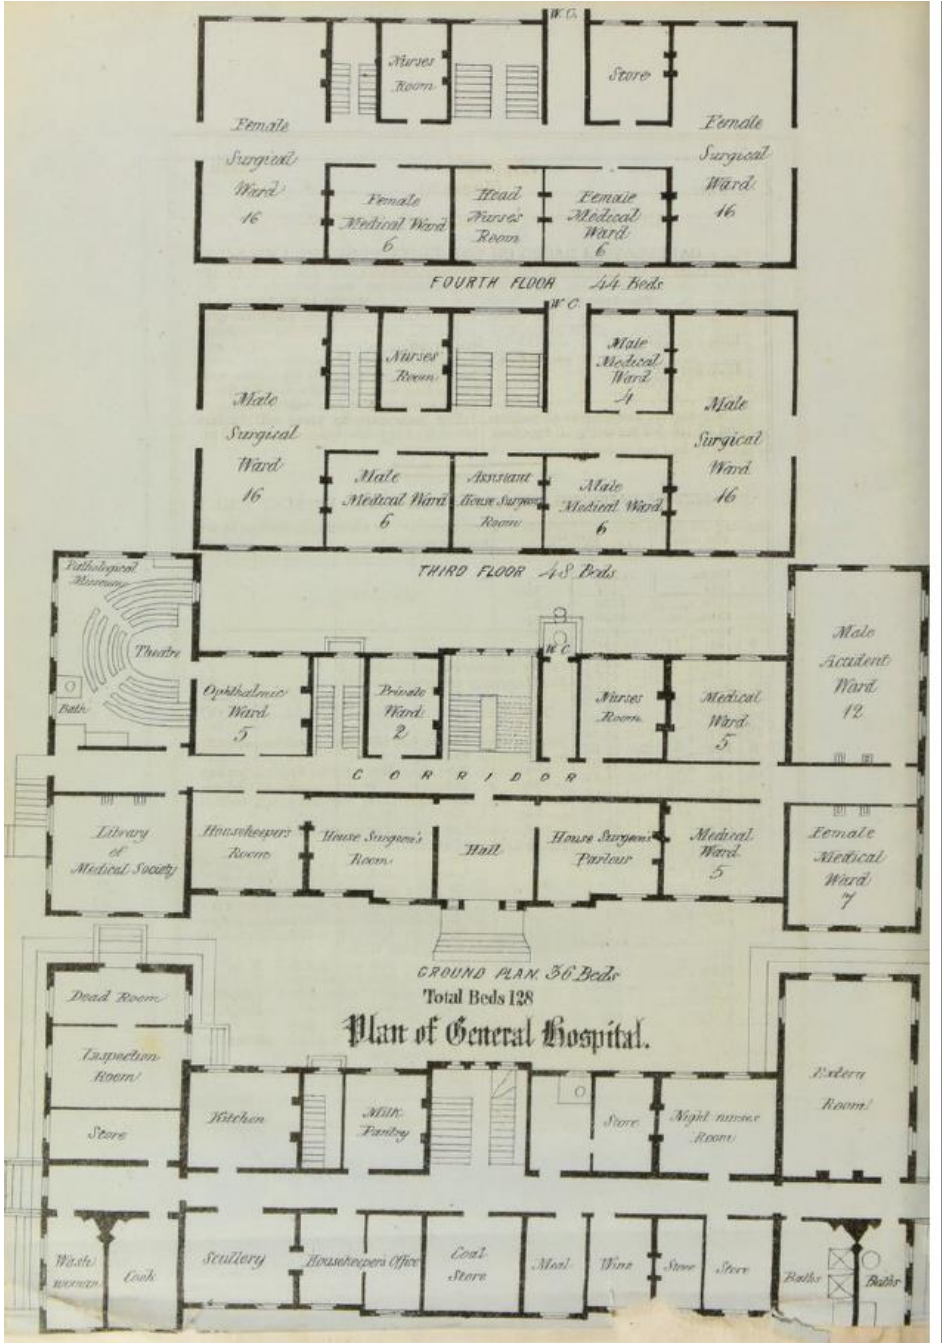 W.C.
Nurses
Room
Store
Female
Surgical
Ward
16
Female
Surgical
Ward
16
Female
Medical Ward
6
Head
Nurse's
Room
Female
Medical
Ward
6
FOURTH FLOOR 44 Beds
W.C.
Nurses
Room
Male
Medical
Ward
4
Male
Surgical
Ward
16
Male
Surgical
Ward
16
Male
Medical Ward
6
Assistant
House Surgeon
Room
Male
Medical Ward
6
THIRD FLOOR 48 Beds
Pathological
Museum
Theatre
Bath
Ophthalmic
Ward
5
Private
Ward
2
W.C.
Nurses
Room
Medical
Ward
5
Male
Accident
Ward
12
CORRIDOR
Library
of
Medical Society
Housekeepers
Room
House Surgeon's
Room
Hall
House Surgeon's
Parlour
Medical
Ward
5
Female
Medical
Ward
7
GROUND PLAN. 36 Beds
Total Beds 128
Plan of General Hospital.
Dead Room
Inspection
Room
Store
Kitchen
Milk
Pantry
Store
Night nurses
Room
Extern
Room
Wash
woman
Cook
Scullery
Housekeeper's Office
Coal
Store
Meal
Wine
Store
Store
Baths
Baths